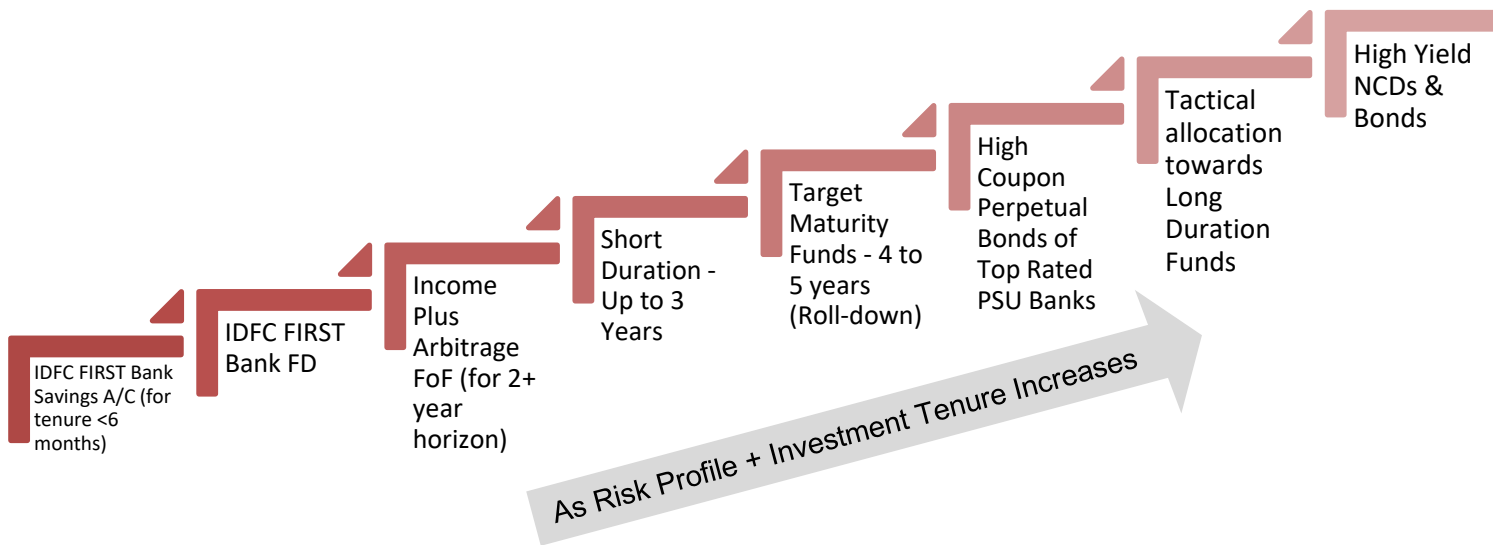 IDFC FIRST Bank
Savings A/C (for
tenure <6
months)
IDFC FIRST
Bank FD
Income
Plus
Arbitrage
FoF (for 2+
year
horizon)
Short
Duration -
Up to 3
Years
Target
Maturity
Funds - 4 to
5 years
(Roll-down)
High
Coupon
Perpetual
Bonds of
Top Rated
PSU Banks
Tactical
allocation
towards
Long
Duration
Funds
High Yield
NCDs &
Bonds
As Risk Profile + Investment Tenure Increases